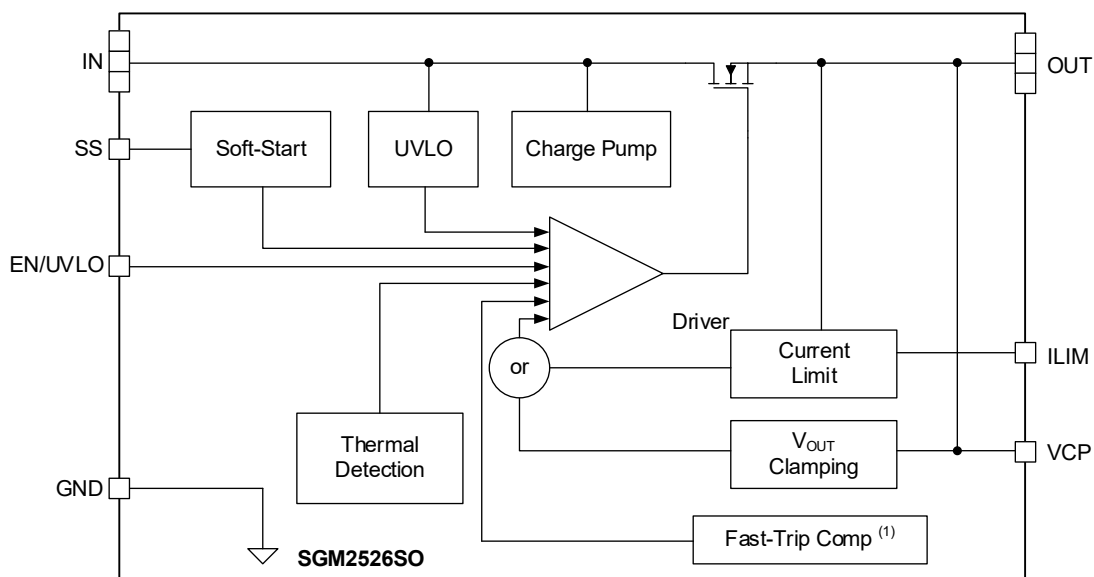 IN
OUT
SS
Soft-Start
UVLO
Charge Pump
EN/UVLO
Driver
or
Current
Limit
ILIM
Thermal
Detection
VOUT
Clamping
VCP
GND
SGM2526SO
Fast-Trip Comp (1)